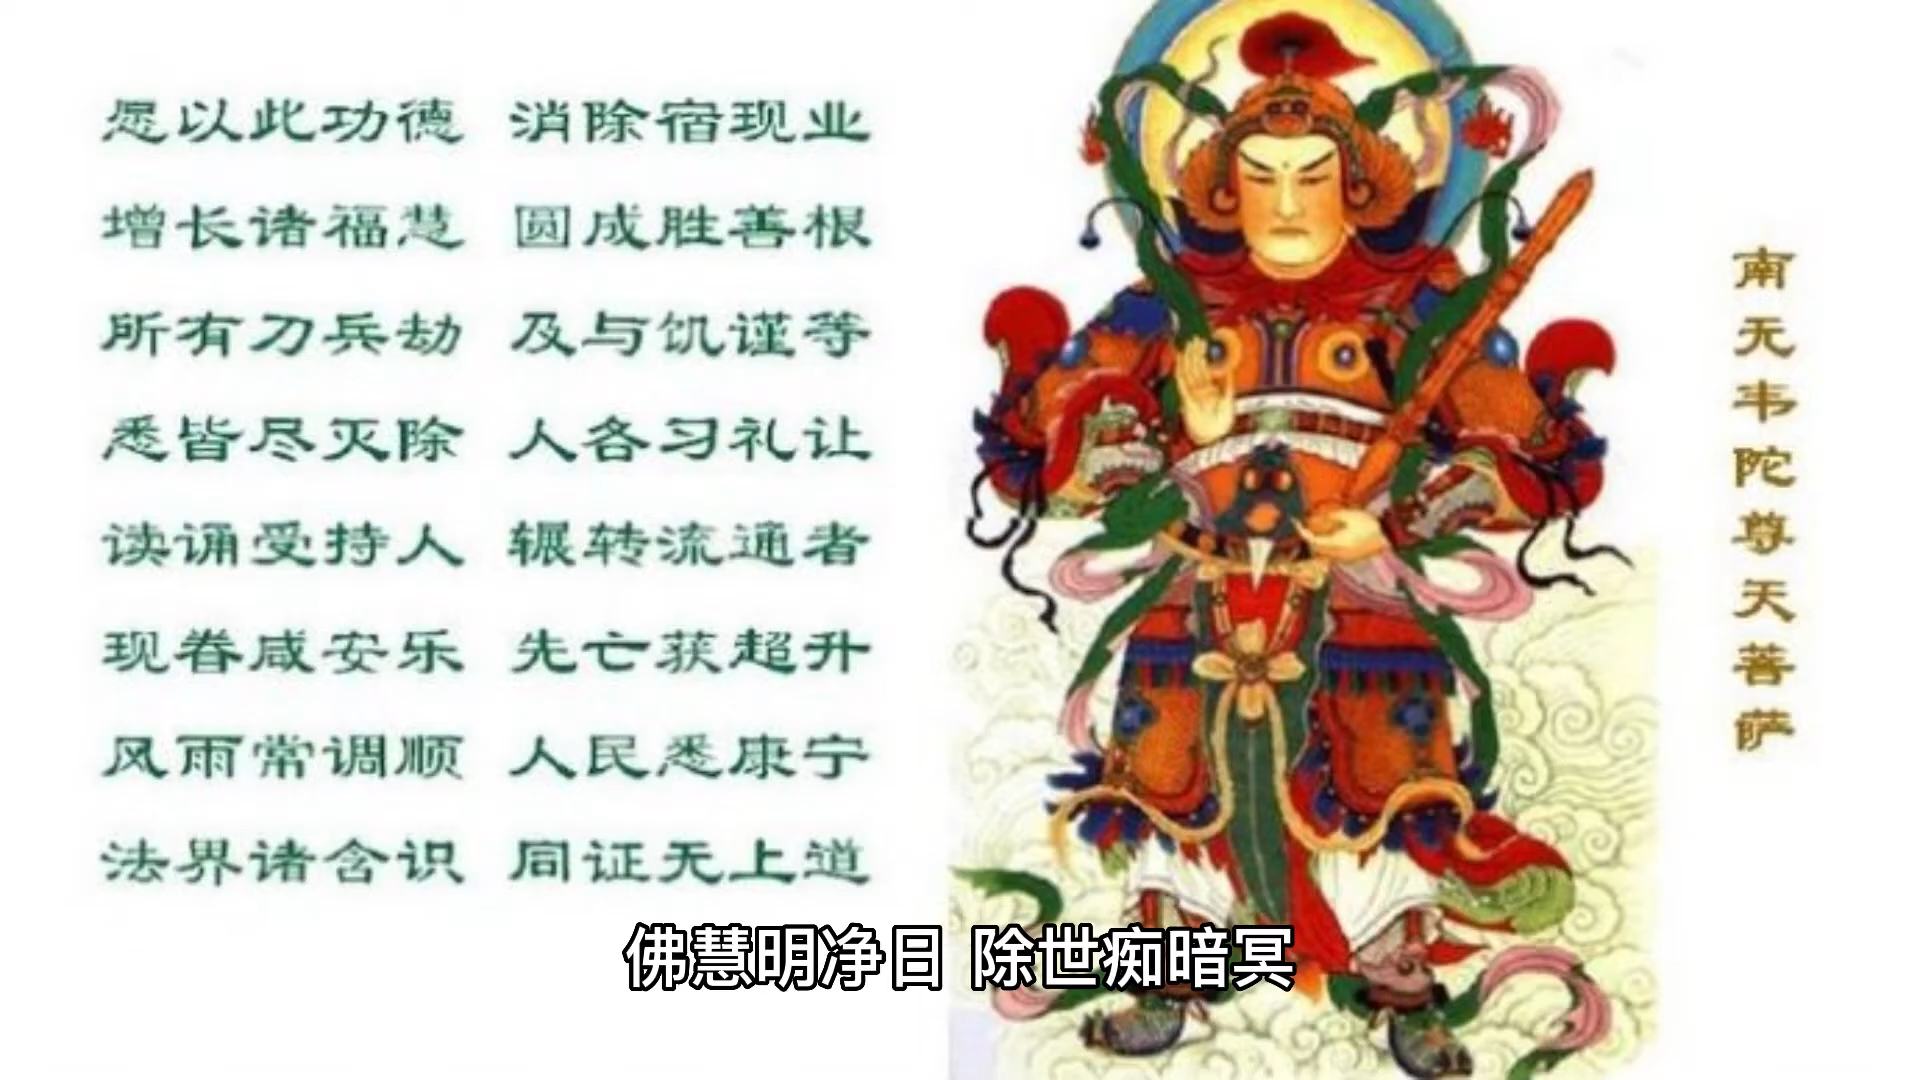 愿以此功德 消除宿现业
增长诸福慧 圆成胜善根
所有刀兵劫 及与饥谨等
悉皆尽灭除 人各习礼让
读诵受持人 辗转流通者
现眷咸安乐 先亡获超升
风雨常调顺 人民悉康宁
法界诸含识 同证无上道
南无韦陀尊天菩萨
佛慧明净日 除世痴暗冥